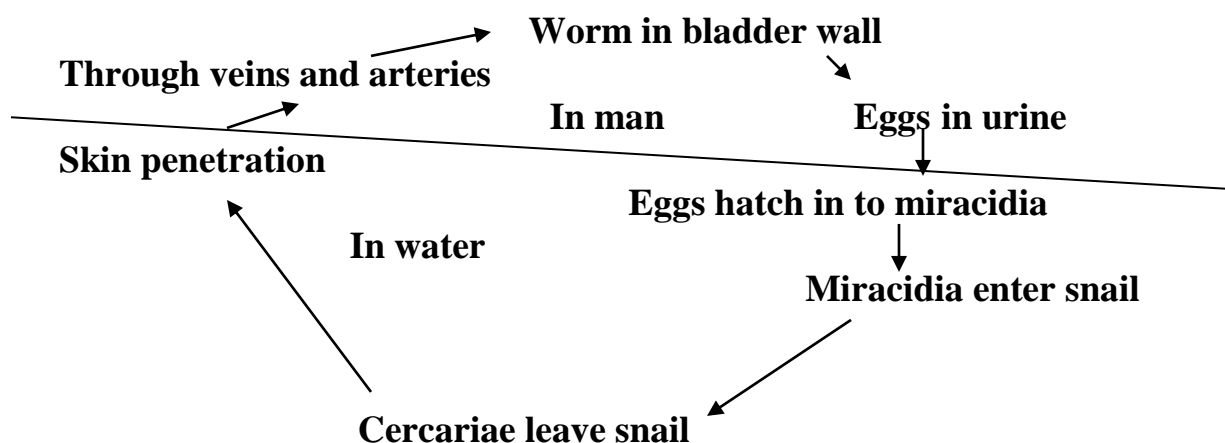 Worm in bladder wall
Through veins and arteries
In man
Eggs in urine
Skin penetration
Eggs hatch in to miracidia
In water
Miracidia enter snail
Cercariae leave snail